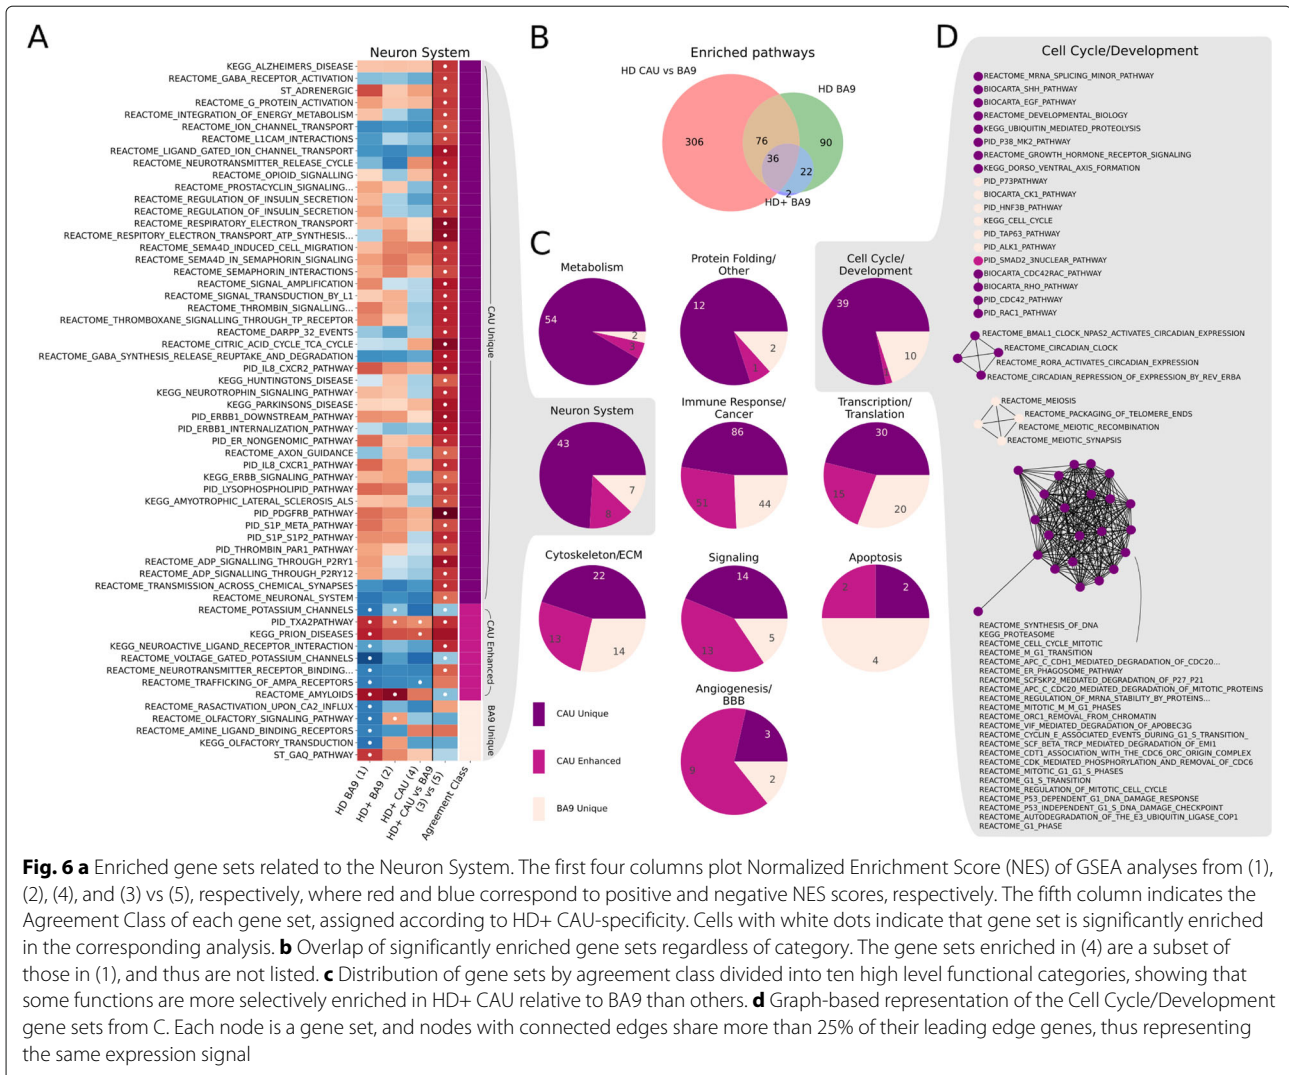 A
Neuron System
KEGG_ALZHEIMERS_DISEASE
REACTOME_GABA_RECEPTOR_ACTIVATION
ST_ADRENERGIC
REACTOME_G_PROTEIN_ACTIVATION
REACTOME_INTEGRATION_OF_ENERGY_METABOLISM
REACTOME_ION_CHANNEL_TRANSPORT
REACTOME_L1CAM_INTERACTIONS
REACTOME_LIGAND_GATED_ION_CHANNEL_TRANSPORT
REACTOME_NEUROTRANSMITTER_RELEASE_CYCLE
REACTOME_OPIOID_SIGNALLING
REACTOME_PROSTACYCLIN_SIGNALING...
REACTOME_REGULATION_OF_INSULIN_SECRETION
REACTOME_REGULATION_OF_INSULIN_SECRETION
REACTOME_RESPIRATORY_ELECTRON_TRANSPORT
REACTOME_RESPITORY_ELECTRON_TRANSPORT_ATP_SYNTHESIS...
REACTOME_SEMA4D_INDUCED_CELL_MIGRATION
REACTOME_SEMA4D_IN_SEMAPHORIN_SIGNALING
REACTOME_SEMAPHORIN_INTERACTIONS
REACTOME_SIGNAL_AMPLIFICATION
REACTOME_SIGNAL_TRANSDUCTION_BY_L1
REACTOME_THROMBIN_SIGNALLING...
REACTOME_THROMBOXANE_SIGNALLING_THROUGH_TP_RECEPTOR
REACTOME_DARPP_32_EVENTS
REACTOME_CITRIC_ACID_CYCLE_TCA_CYCLE
REACTOME_GABA_SYNTHESIS_RELEASE_REUPTAKE_AND_DEGRADATION
PID_IL8_CXCR2_PATHWAY
KEGG_HUNTINGTONS_DISEASE
KEGG_NEUROTROPHIN_SIGNALING_PATHWAY
KEGG_PARKINSONS_DISEASE
PID_ERBB1_DOWNSTREAM_PATHWAY
PID_ERBB1_INTERNALIZATION_PATHWAY
PID_ER_NONGENOMIC_PATHWAY
REACTOME_AXON_GUIDANCE
PID_IL8_CXCR1_PATHWAY
KEGG_ERBB_SIGNALING_PATHWAY
PID_LYSOPHOSPHOLIPID_PATHWAY
KEGG_AMYOTROPHIC_LATERAL_SCLEROSIS_ALS
PID_PDGFRB_PATHWAY
PID_S1P_META_PATHWAY
PID_S1P_S1P2_PATHWAY
PID_THROMBIN_PAR1_PATHWAY
REACTOME_ADP_SIGNALLING_THROUGH_P2RY1
REACTOME_ADP_SIGNALLING_THROUGH_P2RY12
REACTOME_TRANSMISSION_ACROSS_CHEMICAL_SYNAPSES
REACTOME_NEURONAL_SYSTEM
REACTOME_POTASSIUM_CHANNELS
PID_TXA2PATHWAY
KEGG_PRION_DISEASES
KEGG_NEUROACTIVE_LIGAND_RECEPTOR_INTERACTION
REACTOME_VOLTAGE_GATED_POTASSIUM_CHANNELS
REACTOME_NEUROTRANSMITTER_RECEPTOR_BINDING...
REACTOME_TRAFFICKING_OF_AMPA_RECEPTORS
REACTOME_AMYLOIDS
REACTOME_RASACTIVATION_UPON_CA2_INFLUX
REACTOME_OLFACTORY_SIGNALING_PATHWAY
REACTOME_AMINE_LIGAND_BINDING_RECEPTORS
KEGG_OLFACTORY_TRANSDUCTION
ST_GAQ_PATHWAY
CAU Unique
CAU Enhanced
BA9 Unique
HD BA9 (1)
HD+ BA9 (2)
HD+ CAU (4)
HD+ CAU vs BA9
(3) vs (5)
Agreement Class
B
Enriched pathways
HD CAU vs BA9
HD BA9
306
76
90
36
22
2
HD+ BA9
C
Metabolism
54
2
Protein Folding/
Other
12
2
1
Cell Cycle/
Development
39
10
Neuron System
43
7
8
Immune Response/
Cancer
86
51
44
Transcription/
Translation
30
15
20
Cytoskeleton/ECM
22
13
14
Signaling
14
5
13
Apoptosis
2
2
4
Angiogenesis/
BBB
3
9
2
CAU Unique
CAU Enhanced
BA9 Unique
D
Cell Cycle/Development
REACTOME_MRNA_SPLICING_MINOR_PATHWAY
BIOCARTA_SHH_PATHWAY
BIOCARTA_EGF_PATHWAY
REACTOME_DEVELOPMENTAL_BIOLOGY
KEGG_UBIQUITIN_MEDIATED_PROTEOLYSIS
PID_P38_MK2_PATHWAY
REACTOME_GROWTH_HORMONE_RECEPTOR_SIGNALING
KEGG_DORSO_VENTRAL_AXIS_FORMATION
PID_P73PATHWAY
BIOCARTA_CK1_PATHWAY
PID_HNF3B_PATHWAY
KEGG_CELL_CYCLE
PID_TAP63_PATHWAY
PID_ALK1_PATHWAY
PID_SMAD2_3NUCLEAR_PATHWAY
BIOCARTA_CDC42RAC_PATHWAY
BIOCARTA_RHO_PATHWAY
PID_CDC42_PATHWAY
PID_RAC1_PATHWAY
REACTOME_BMAL1_CLOCK_NPAS2_ACTIVATES_CIRCADIAN_EXPRESSION
REACTOME_CIRCADIAN_CLOCK
REACTOME_RORA_ACTIVATES_CIRCADIAN_EXPRESSION
REACTOME_CIRCADIAN_REPRESSION_OF_EXPRESSION_BY_REV_ERBA
REACTOME_MEIOSIS
REACTOME_PACKAGING_OF_TELOMERE_ENDS
REACTOME_MEIOTIC_RECOMBINATION
REACTOME_MEIOTIC_SYNAPSIS
REACTOME_SYNTHESIS_OF_DNA
KEGG_PROTEASOME
REACTOME_CELL_CYCLE_MITOTIC
REACTOME_M_G1_TRANSITION
REACTOME_APC_C_CDH1_MEDIATED_DEGRADATION_OF_CDC20...
REACTOME_ER_PHAGOSOME_PATHWAY
REACTOME_SCFSKP2_MEDIATED_DEGRADATION_OF_P27_P21
REACTOME_APC_C_CDC20_MEDIATED_DEGRADATION_OF_MITOTIC_PROTEINS
REACTOME_REGULATION_OF_MRNA_STABILITY_BY_PROTEINS...
REACTOME_MITOTIC_M_M_G1_PHASES
REACTOME_ORC1_REMOVAL_FROM_CHROMATIN
REACTOME_VIF_MEDIATED_DEGRADATION_OF_APOBEC3G
REACTOME_CYCLIN_E_ASSOCIATED_EVENTS_DURING_G1_S_TRANSITION_
REACTOME_SCF_BETA_TRCP_MEDIATED_DEGRADATION_OF_EMI1
REACTOME_CDT1_ASSOCIATION_WITH_THE_CDC6_ORC_ORIGIN_COMPLEX
REACTOME_CDK_MEDIATED_PHOSPHORYLATION_AND_REMOVAL_OF_CDC6
REACTOME_MITOTIC_G1_G1_S_PHASES
REACTOME_G1_S_TRANSITION
REACTOME_REGULATION_OF_MITOTIC_CELL_CYCLE
REACTOME_P53_DEPENDENT_G1_DNA_DAMAGE_RESPONSE
REACTOME_P53_INDEPENDENT_G1_S_DNA_DAMAGE_CHECKPOINT
REACTOME_AUTODEGRADATION_OF_THE_E3_UBIQUITIN_LIGASE_COP1
REACTOME_G1_PHASE
Fig. 6 a Enriched gene sets related to the Neuron System. The first four columns plot Normalized Enrichment Score (NES) of GSEA analyses from (1),
(2), (4), and (3) vs (5), respectively, where red and blue correspond to positive and negative NES scores, respectively. The fifth column indicates the
Agreement Class of each gene set, assigned according to HD+ CAU-specificity. Cells with white dots indicate that gene set is significantly enriched
in the corresponding analysis. b Overlap of significantly enriched gene sets regardless of category. The gene sets enriched in (4) are a subset of
those in (1), and thus are not listed. c Distribution of gene sets by agreement class divided into ten high level functional categories, showing that
some functions are more selectively enriched in HD+ CAU relative to BA9 than others. d Graph-based representation of the Cell Cycle/Development
gene sets from C. Each node is a gene set, and nodes with connected edges share more than 25% of their leading edge genes, thus representing
the same expression signal